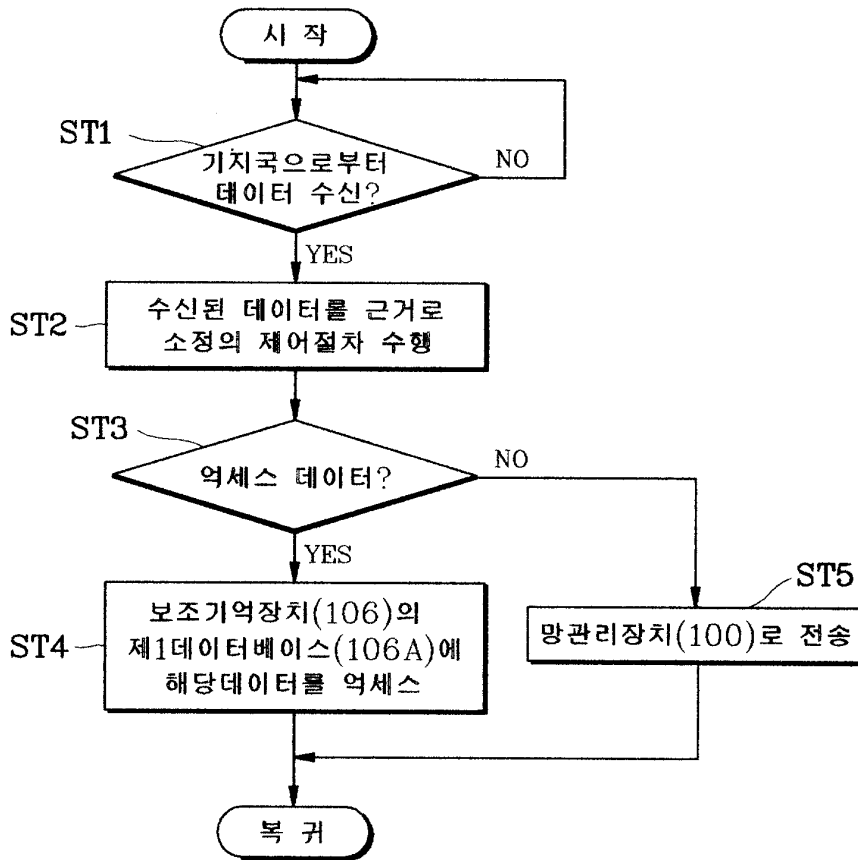 시 작
ST1
기지국으로부터
데이터 수신?
NO
YES
ST2
수신된 데이터를 근거로
소정의 제어절차 수행
ST3
억세스 데이터?
NO
YES
ST5
망관리장치(100)로 전송
ST4
보조기억장치(106)의
제1데이터베이스(106A)에
해당데이터를 억세스
복 귀